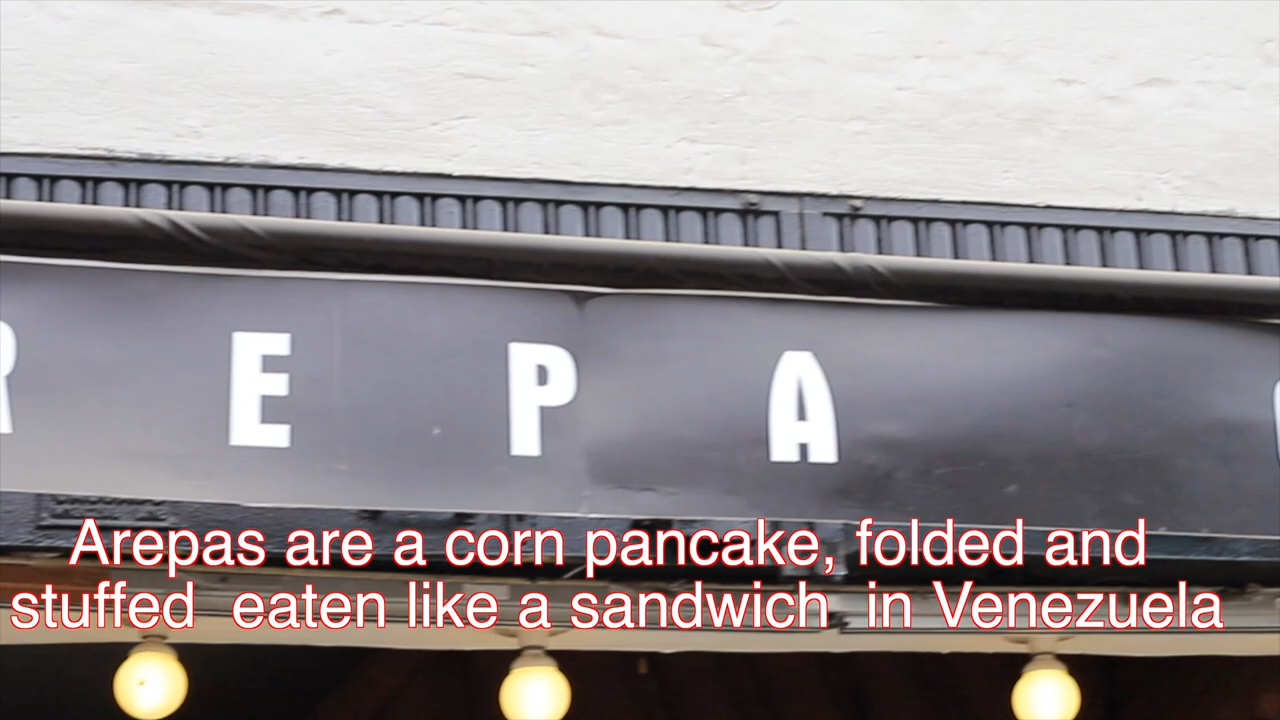 R E P A
Arepas are a corn pancake, folded and
stuffed eaten like a sandwich in Venezuela